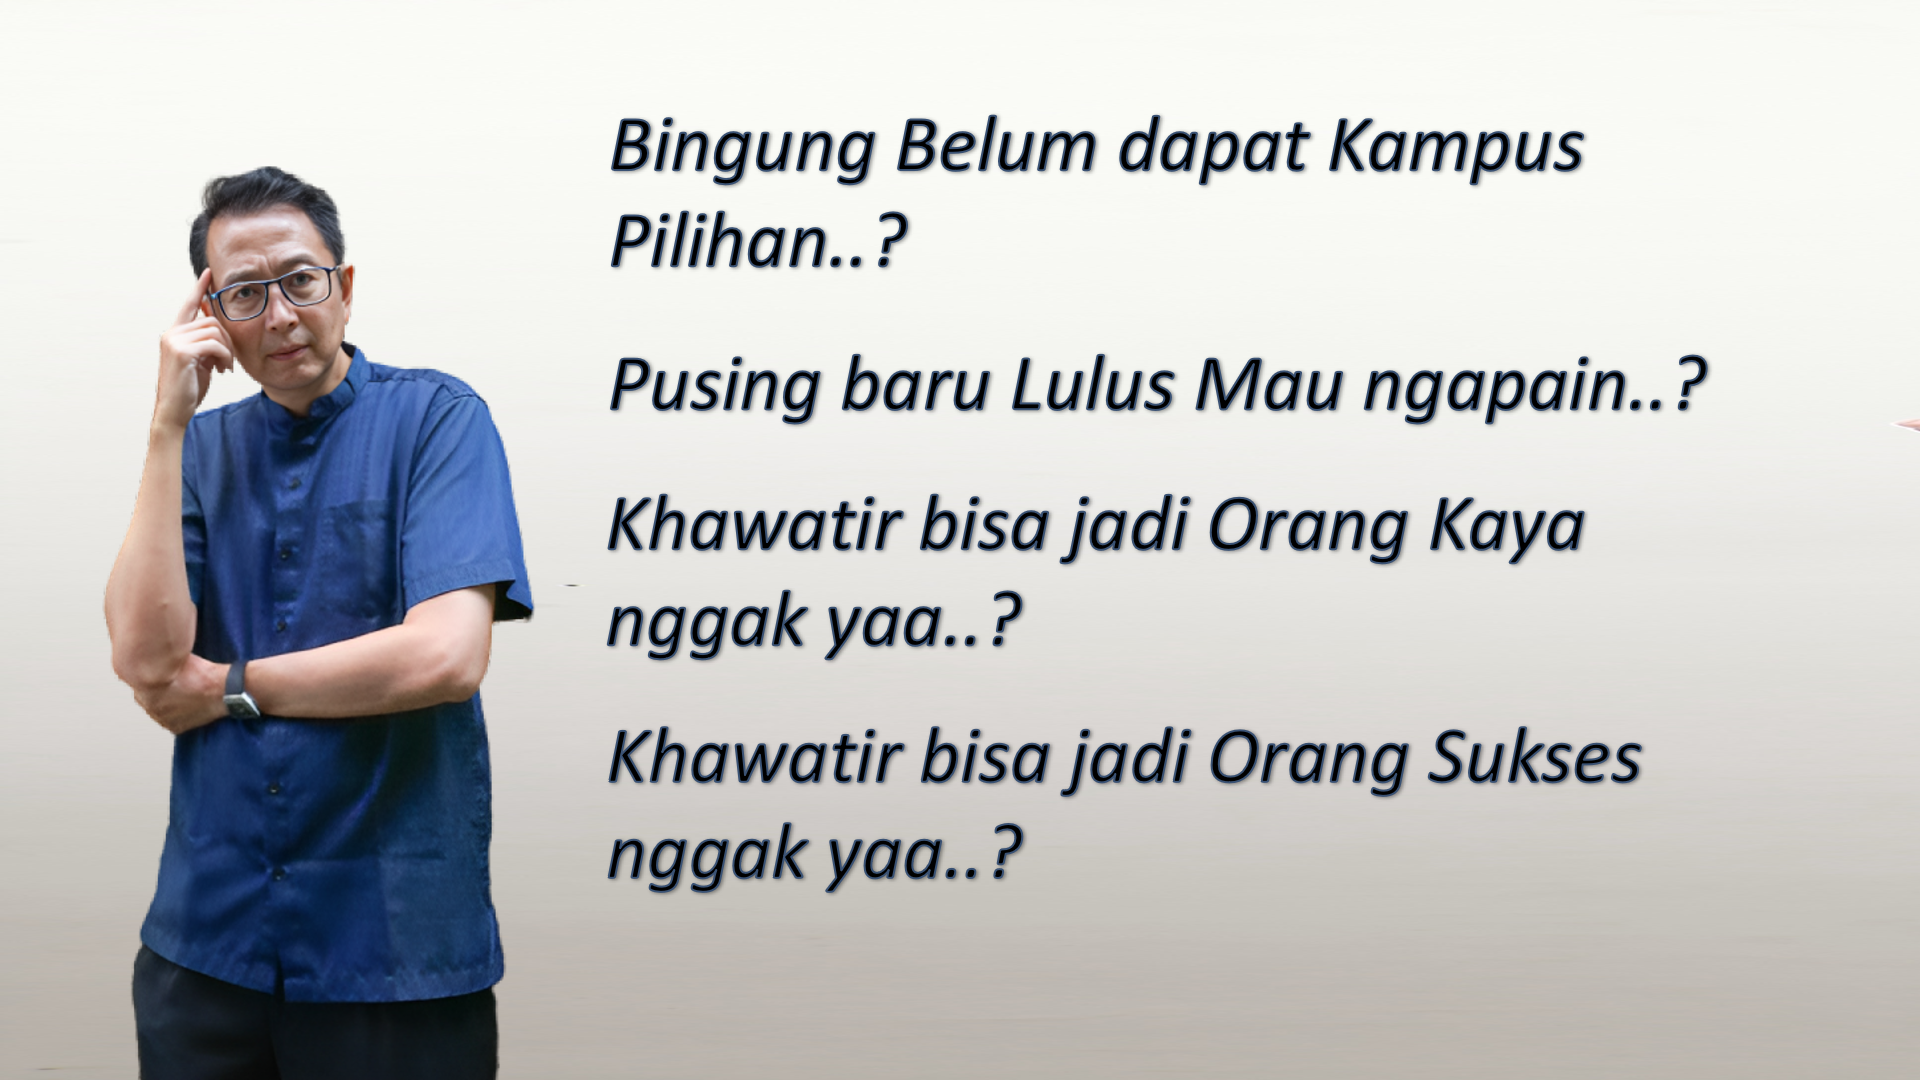 Bingung Belum dapat Kampus
Pilihan..?
Pusing baru Lulus Mau ngapain..?
Khawatir bisa jadi Orang Kaya
nggak yaa..?
Khawatir bisa jadi Orang Sukses
nggak yaa..?